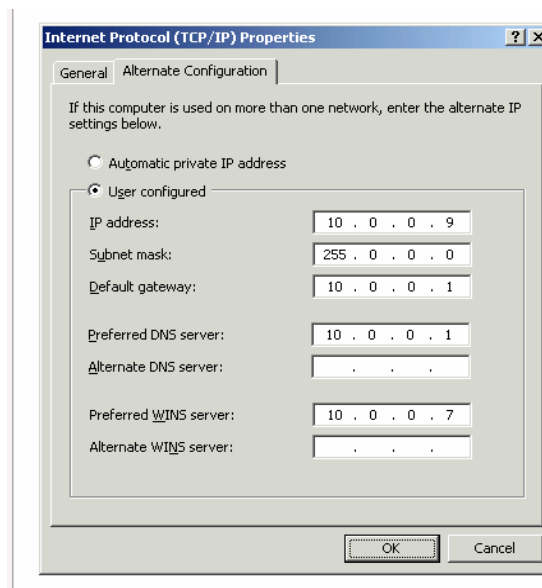 Internet Protocol (TCP/IP) Properties
General Alternate Configuration
If this computer is used on more than one network, enter the alternate IP
settings below.
Automatic private IP address
User configured
IP address: 10 . 0 . 0 . 9
Subnet mask: 255 . 0 . 0 . 0
Default gateway: 10 . 0 . 0 . 1
Preferred DNS server: 10 . 0 . 0 . 1
Alternate DNS server: . . .
Preferred WINS server: 10 . 0 . 0 . 7
Alternate WINS server: . . .
OK Cancel